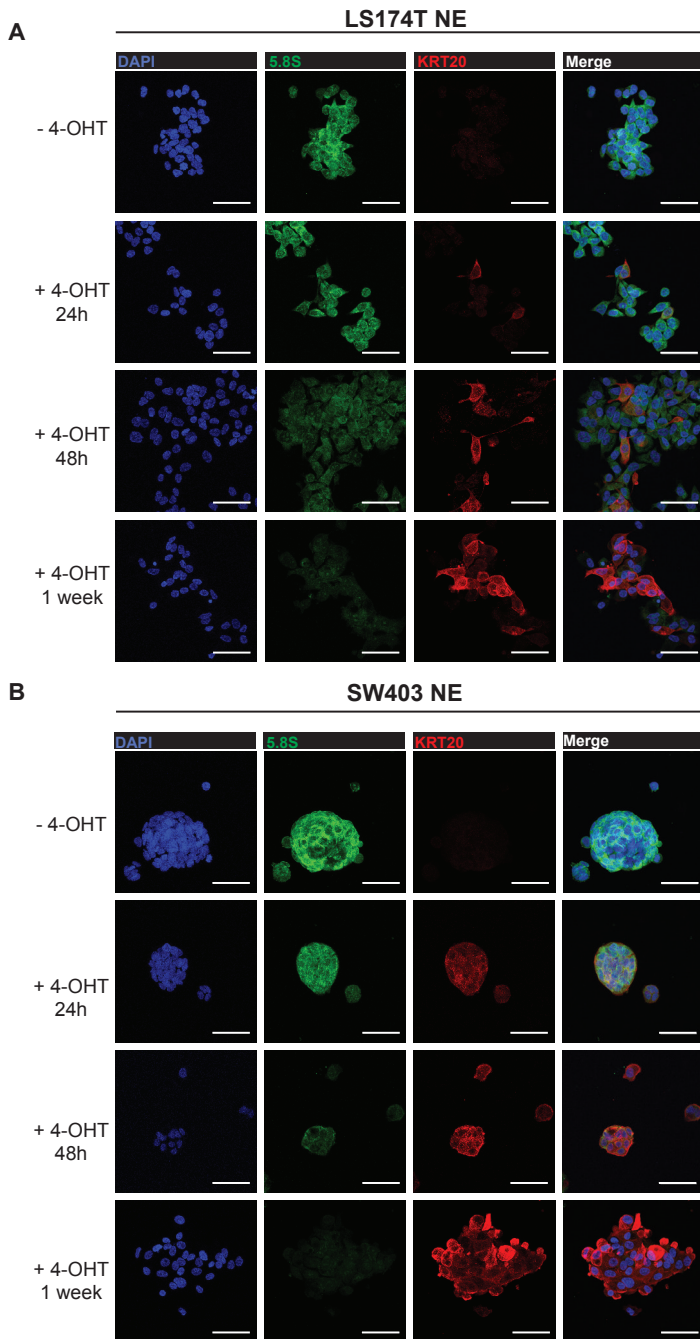 A
LS174T NE
DAPI
5.8S
KRT20
Merge
- 4-OHT
+ 4-OHT
24h
+ 4-OHT
48h
+ 4-OHT
1 week
B
SW403 NE
DAPI
5.8S
KRT20
Merge
- 4-OHT
+ 4-OHT
24h
+ 4-OHT
48h
+ 4-OHT
1 week